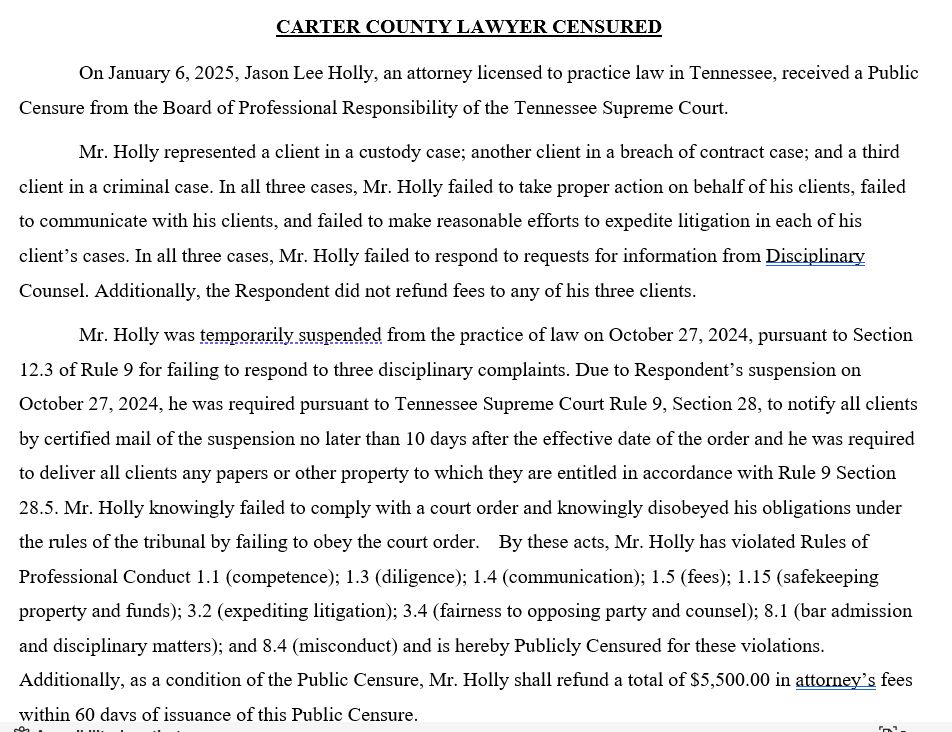 CARTER COUNTY LAWYER CENSURED
On January 6, 2025, Jason Lee Holly, an attorney licensed to practice law in Tennessee, received a Public
Censure from the Board of Professional Responsibility of the Tennessee Supreme Court.
Mr. Holly represented a client in a custody case; another client in a breach of contract case; and a third
client in a criminal case. In all three cases, Mr. Holly failed to take proper action on behalf of his clients, failed
to communicate with his clients, and failed to make reasonable efforts to expedite litigation in each of his
client’s cases. In all three cases, Mr. Holly failed to respond to requests for information from Disciplinary
Counsel. Additionally, the Respondent did not refund fees to any of his three clients.
Mr. Holly was temporarily suspended from the practice of law on October 27, 2024, pursuant to Section
12.3 of Rule 9 for failing to respond to three disciplinary complaints. Due to Respondent’s suspension on
October 27, 2024, he was required pursuant to Tennessee Supreme Court Rule 9, Section 28, to notify all clients
by certified mail of the suspension no later than 10 days after the effective date of the order and he was required
to deliver all clients any papers or other property to which they are entitled in accordance with Rule 9 Section
28.5. Mr. Holly knowingly failed to comply with a court order and knowingly disobeyed his obligations under
the rules of the tribunal by failing to obey the court order. By these acts, Mr. Holly has violated Rules of
Professional Conduct 1.1 (competence); 1.3 (diligence); 1.4 (communication); 1.5 (fees); 1.15 (safekeeping
property and funds); 3.2 (expediting litigation); 3.4 (fairness to opposing party and counsel); 8.1 (bar admission
and disciplinary matters); and 8.4 (misconduct) and is hereby Publicly Censured for these violations.
Additionally, as a condition of the Public Censure, Mr. Holly shall refund a total of $5,500.00 in attorney’s fees
within 60 days of issuance of this Public Censure.